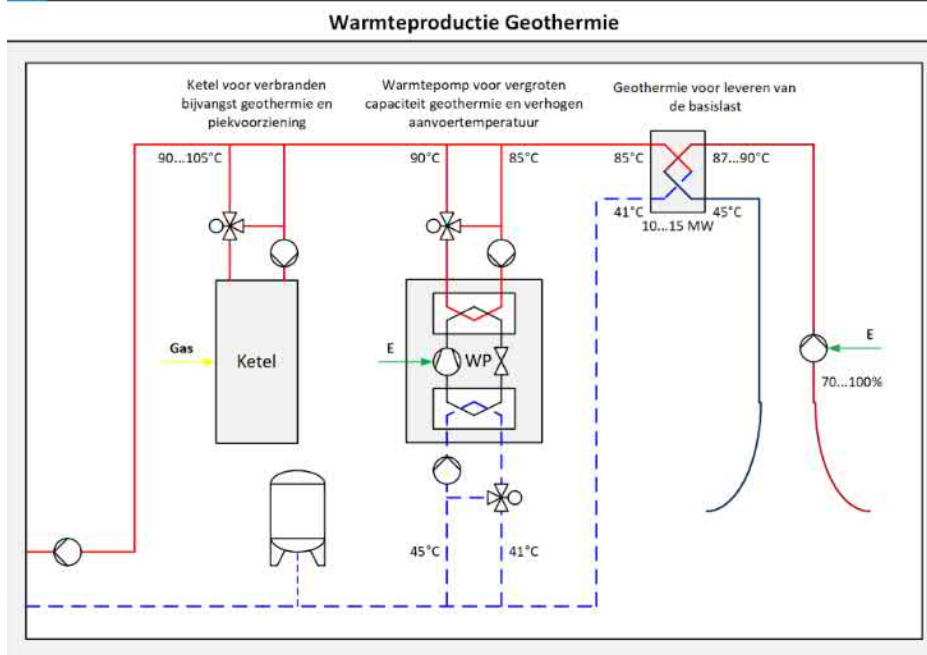 Warmteproductie Geothermie
Ketel voor verbranden
bijvangst geothermie en
piekvoorziening
Warmtepomp voor vergroten
capaciteit geothermie en verhogen
aanvoertemperatuur
Geothermie voor leveren van
de basislast
90...105°C
90°C
85°C
85°C
87...90°C
41°C
45°C
10...15 MW
Gas
Ketel
E
WP
E
70...100%
45°C
41°C